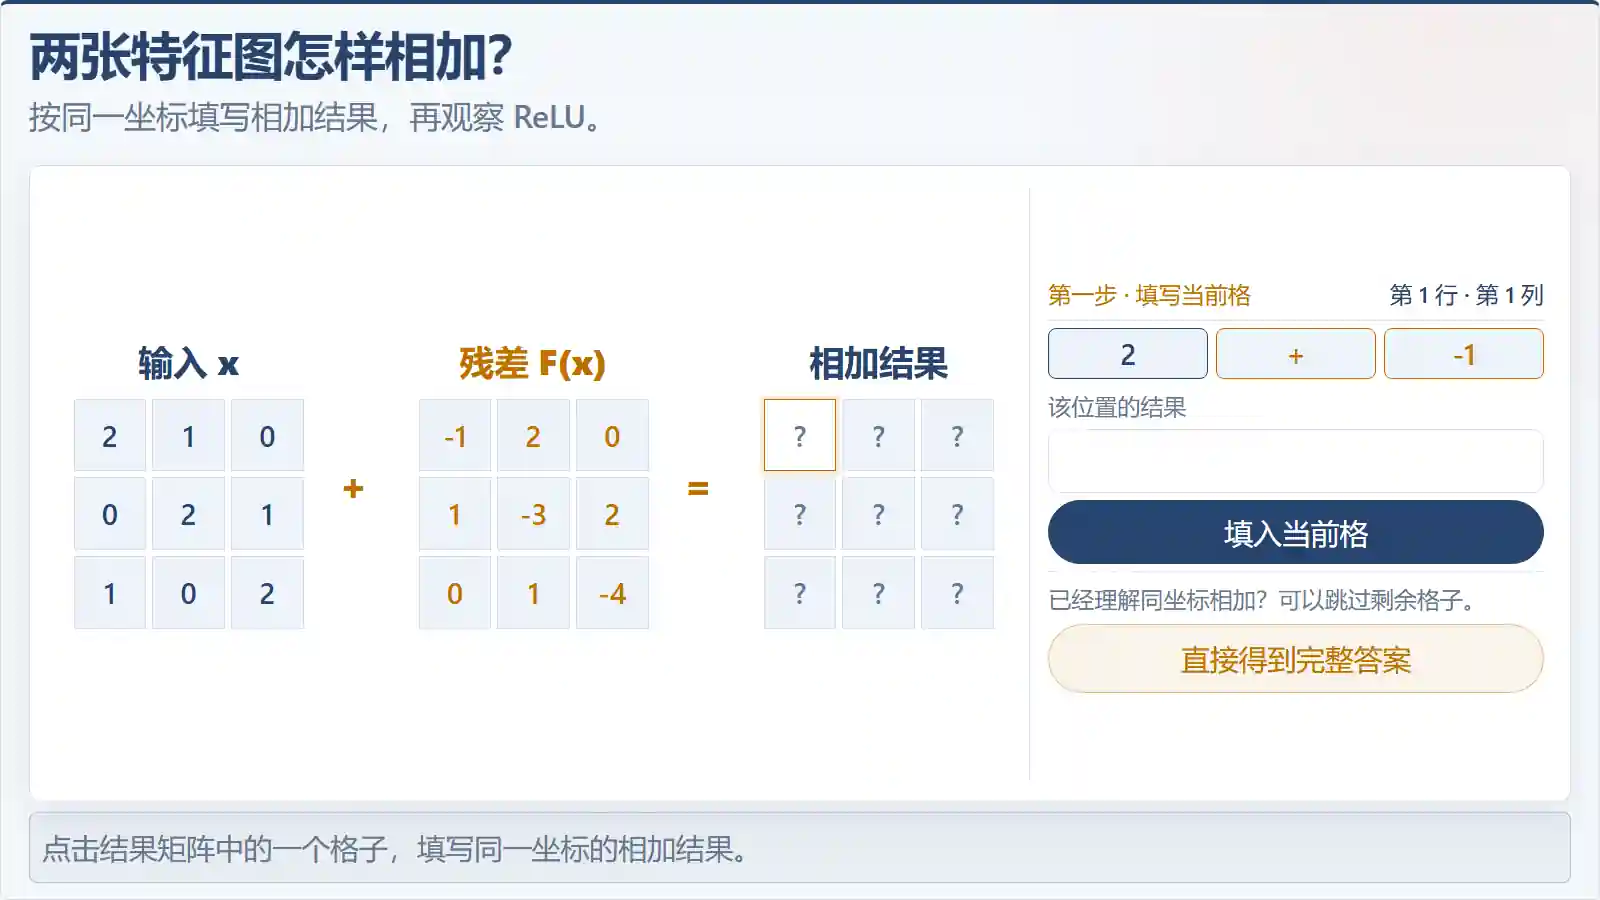 两张特征图怎样相加？
按同一坐标填写相加结果，再观察 ReLU。
输入 x
残差 F(x)
相加结果
2 1 0
-1 2 0
? ? ?
0 2 1
+
1 -3 2
=
? ? ?
1 0 2
0 1 -4
? ? ?
第一步 · 填写当前格
第 1 行 · 第 1 列
2 + -1
该位置的结果
填入当前格
已经理解同坐标相加？可以跳过剩余格子。
直接得到完整答案
点击结果矩阵中的一个格子，填写同一坐标的相加结果。